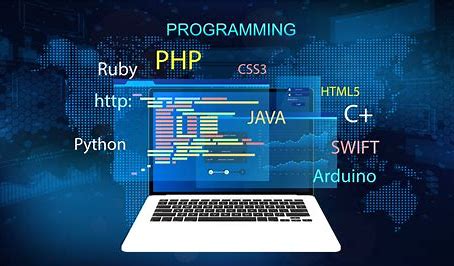 PROGRAMMING
PHP
Ruby
CSS3
http:
HTML5
JAVA
C+
Python
SWIFT
Arduino